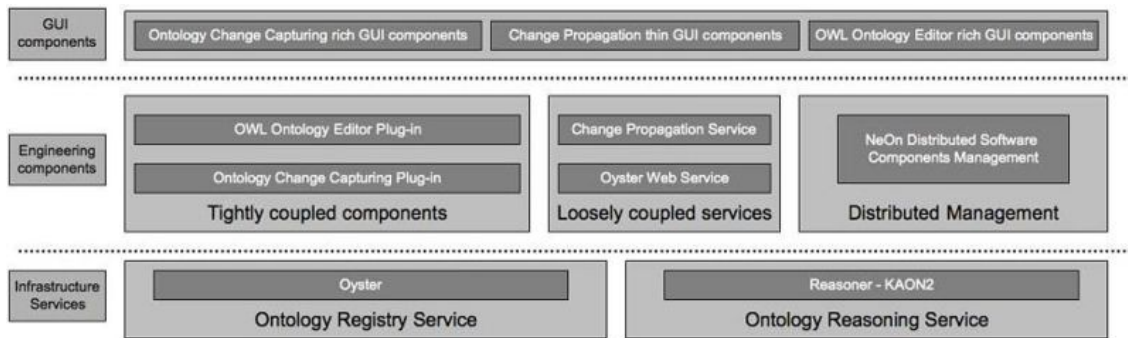 GUI
components
Ontology Change Capturing rich GUI components
Change Propagation thin GUI components
OWL Ontology Editor rich GUI components
Engineering
components
OWL Ontology Editor Plug-in
Ontology Change Capturing Plug-in
Tightly coupled components
Change Propagation Service
Oyster Web Service
Loosely coupled services
NeOn Distributed Software
Components Management
Distributed Management
Infrastructure
Services
Oyster
Ontology Registry Service
Reasoner - KAON2
Ontology Reasoning Service